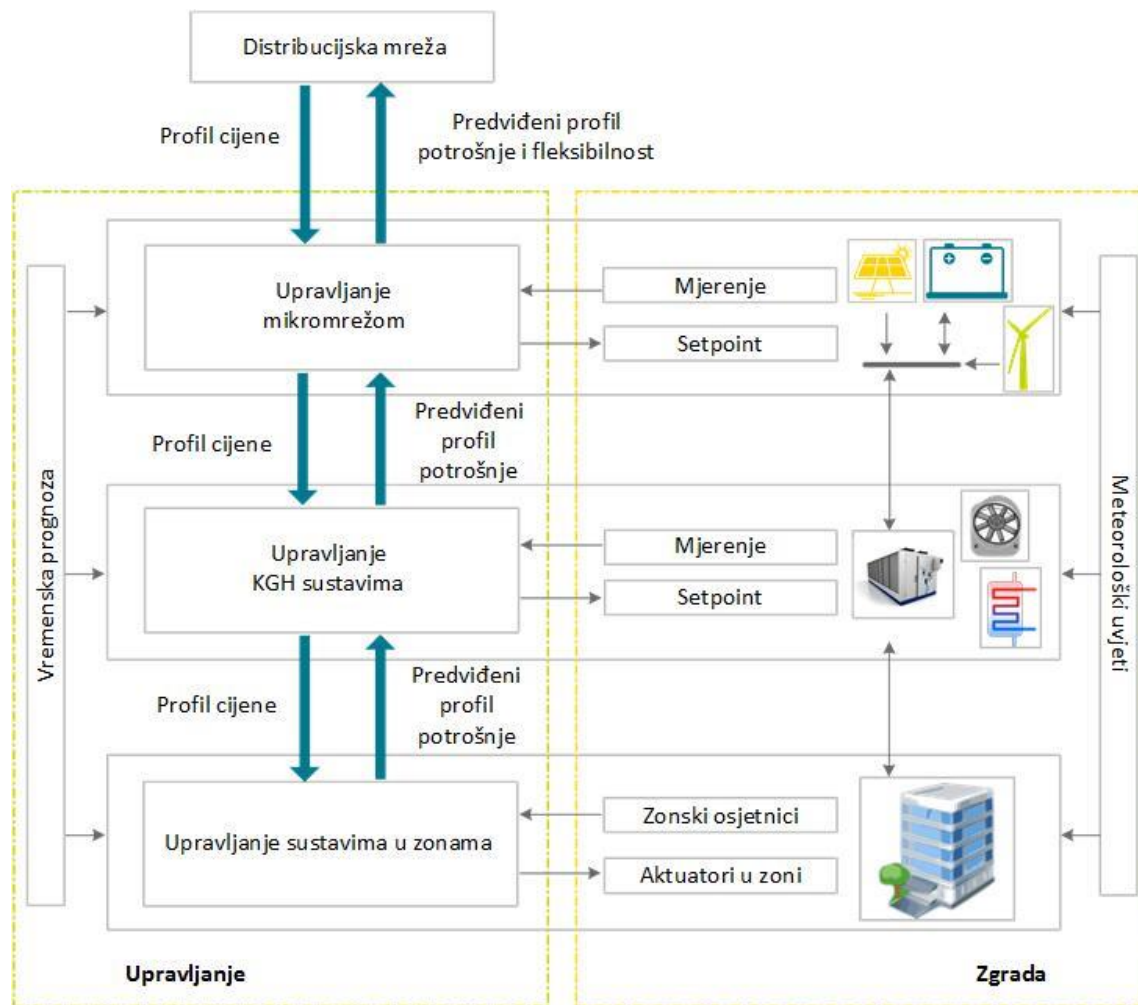 Distribucijska mreža
Profil cijene
Predviđeni profil
potrošnje i fleksibilnost
Upravljanje
mikromrežom
Mjerenje
Setpoint
Profil cijene
Predviđeni
profil
potrošnje
Vremenska prognoza
Meteorološki uvjeti
Upravljanje
KGH sustavima
Mjerenje
Setpoint
Profil cijene
Predviđeni
profil
potrošnje
Upravljanje sustavima u zonama
Zonski osjetnici
Aktuatori u zoni
Upravljanje
Zgrada